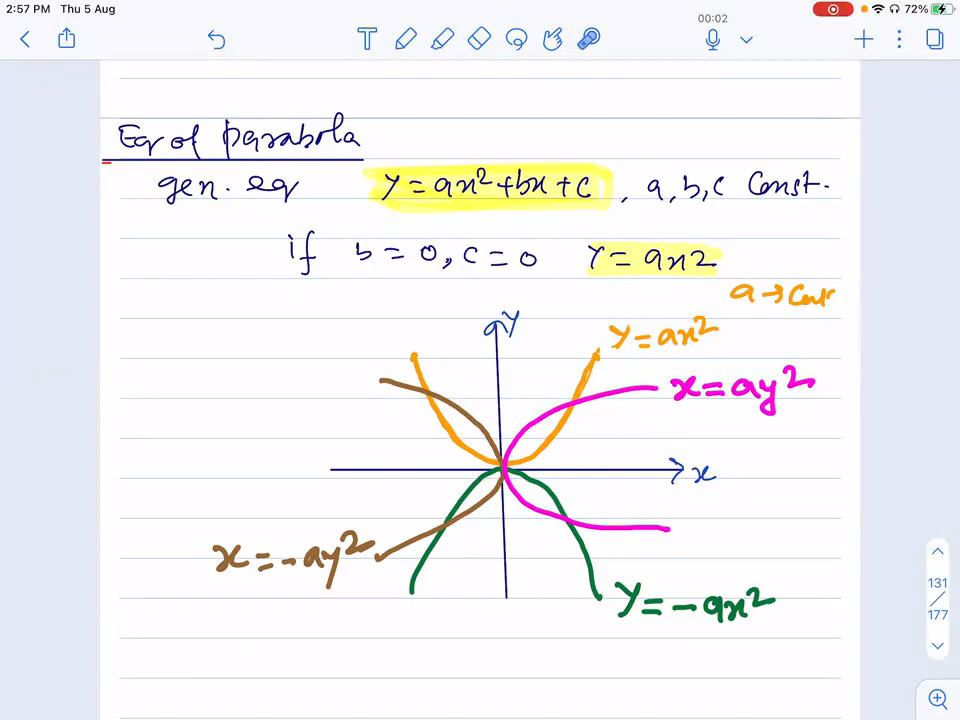 2:57 PM Thu 5 Aug
72%
00:02
Eq of parabola
gen. eq y = ax² + bx + c, a, b, c Const.
if b = 0, c = 0 y = ax2
a → Const
y
y = ax²
x = ay²
x
x = -ay²
y = -ax²
131
/
177